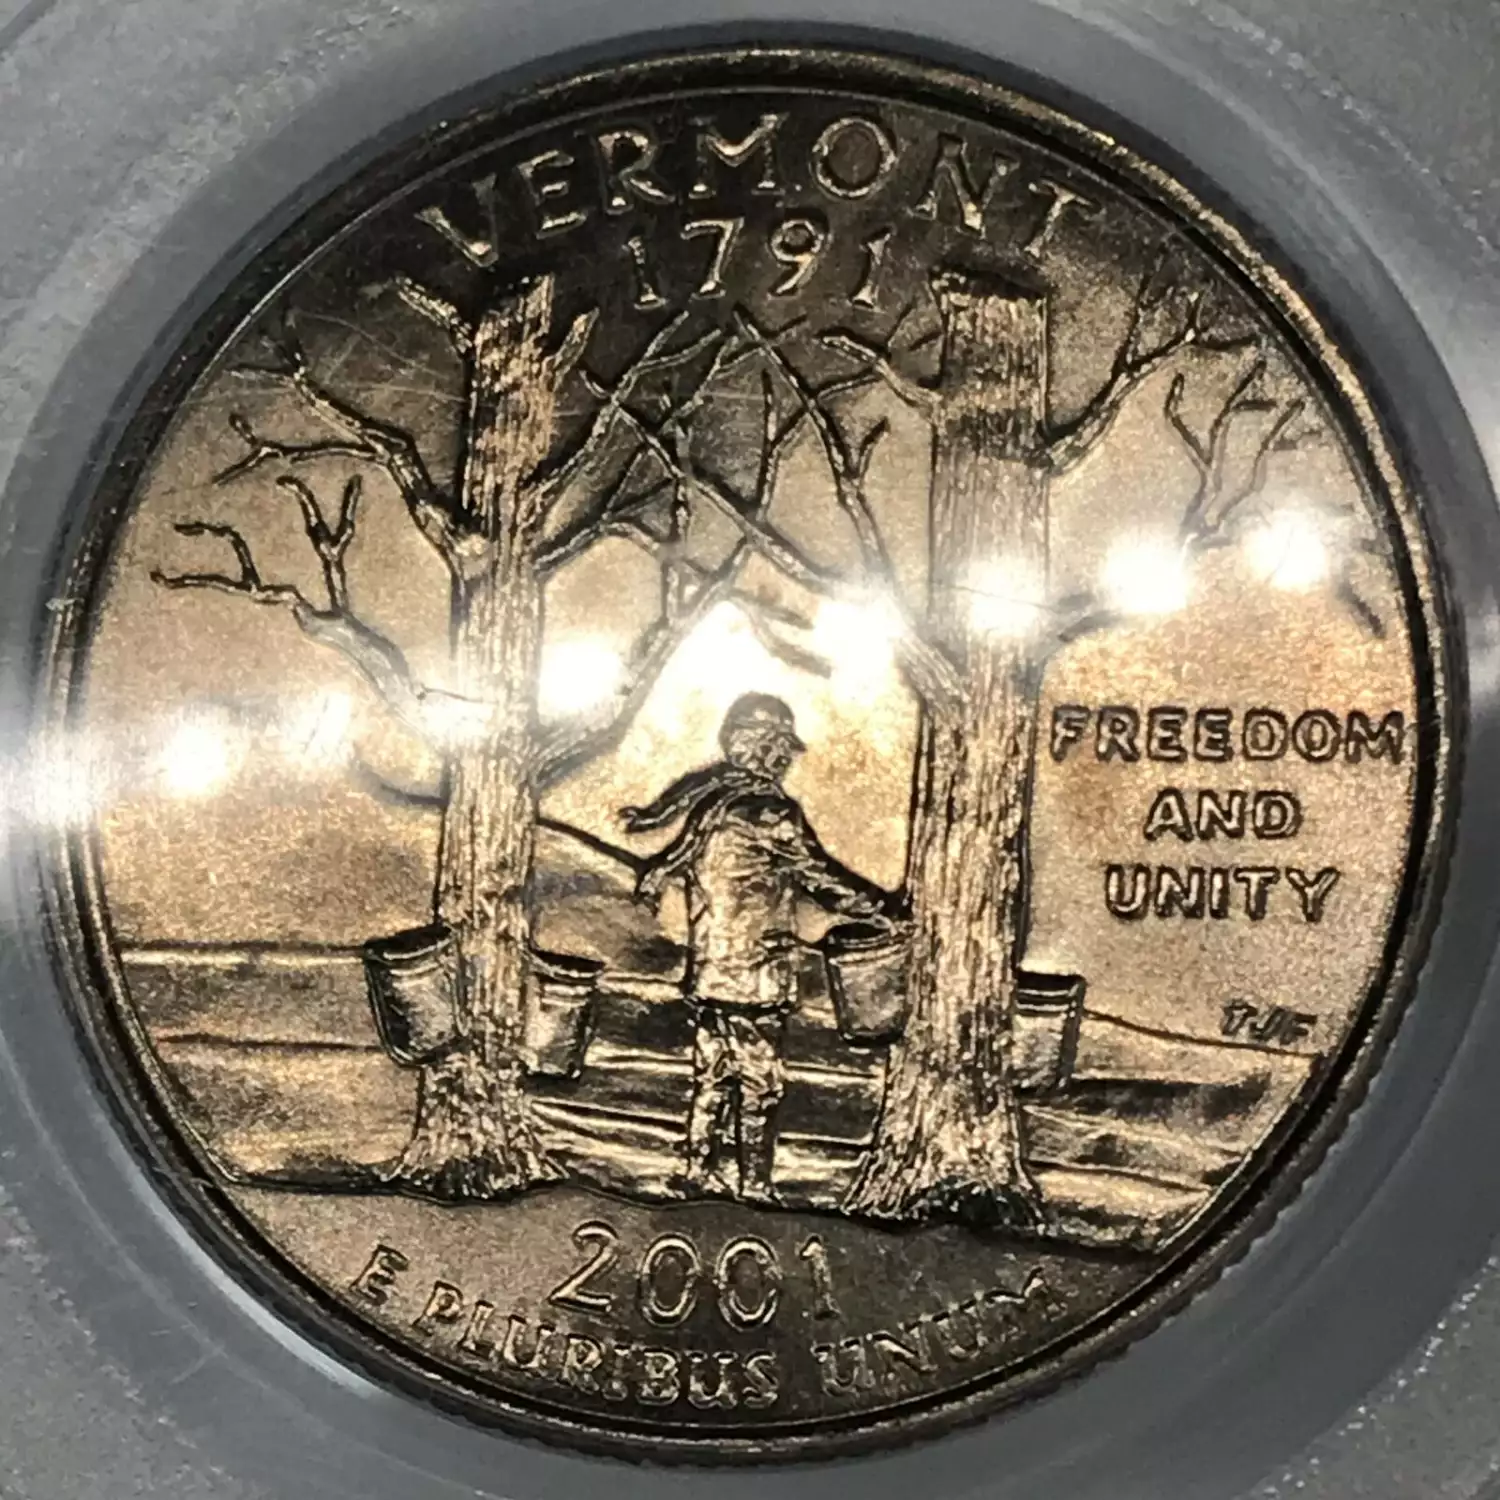 VERMONT
1791
FREEDOM
AND
UNITY
TJF
2001
E PLURIBUS UNUM